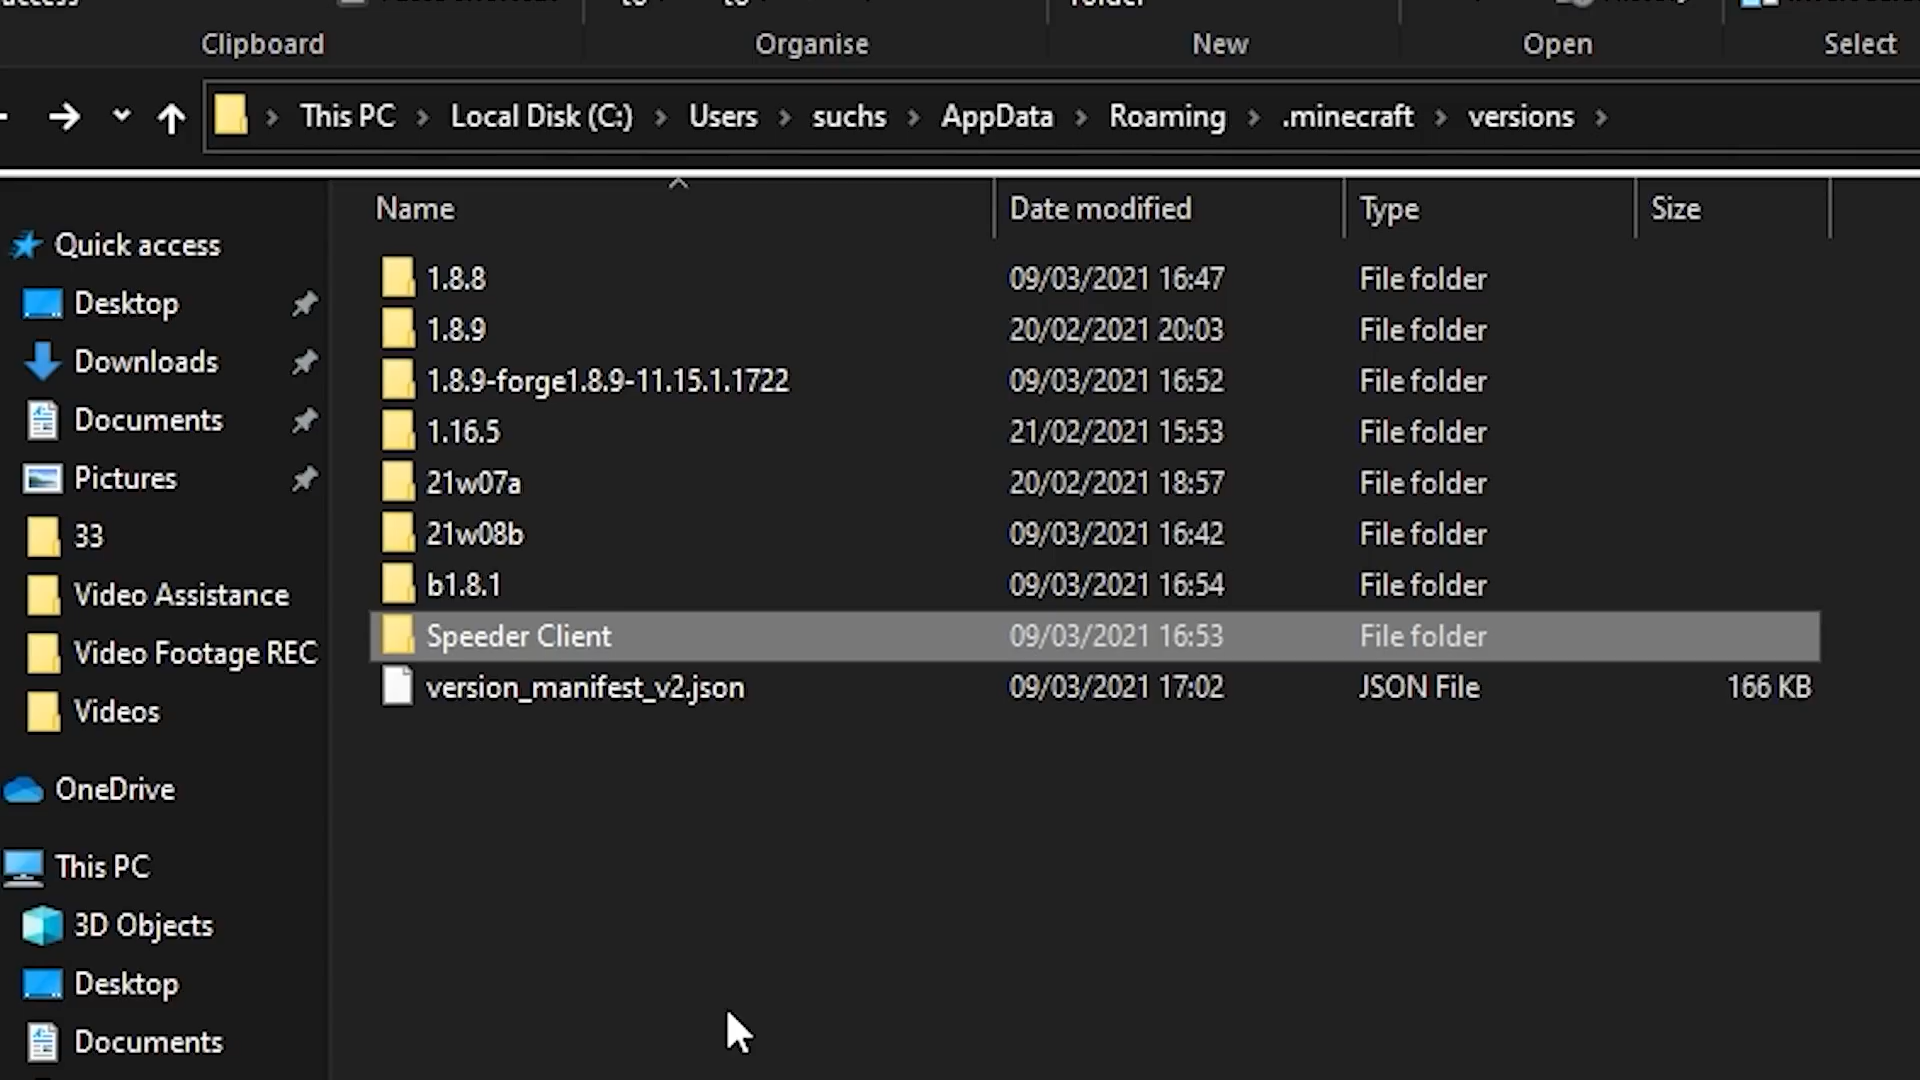 Clipboard Organise New Open Select
This PC Local Disk (C:) Users suchs AppData Roaming .minecraft versions
Name Date modified Type Size
Quick access
Desktop
Downloads
Documents
Pictures
33
Video Assistance
Video Footage REC
Videos
OneDrive
This PC
3D Objects
Desktop
Documents
1.8.8 09/03/2021 16:47 File folder
1.8.9 20/02/2021 20:03 File folder
1.8.9-forge1.8.9-11.15.1.1722 09/03/2021 16:52 File folder
1.16.5 21/02/2021 15:53 File folder
21w07a 20/02/2021 18:57 File folder
21w08b 09/03/2021 16:42 File folder
b1.8.1 09/03/2021 16:54 File folder
Speeder Client 09/03/2021 16:53 File folder
version_manifest_v2.json 09/03/2021 17:02 JSON File 166 KB